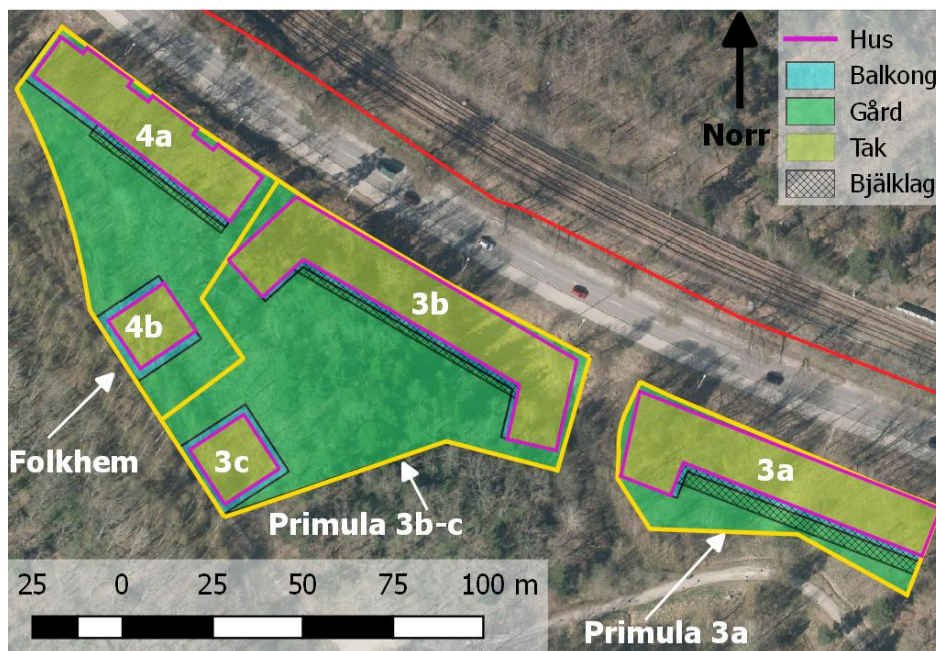 Hus
Balkong
Gård
Tak
Bjälklag
Norr
4a
3b
4b
3c
3a
Folkhem
Primula 3b-c
Primula 3a
25 0 25 50 75 100 m